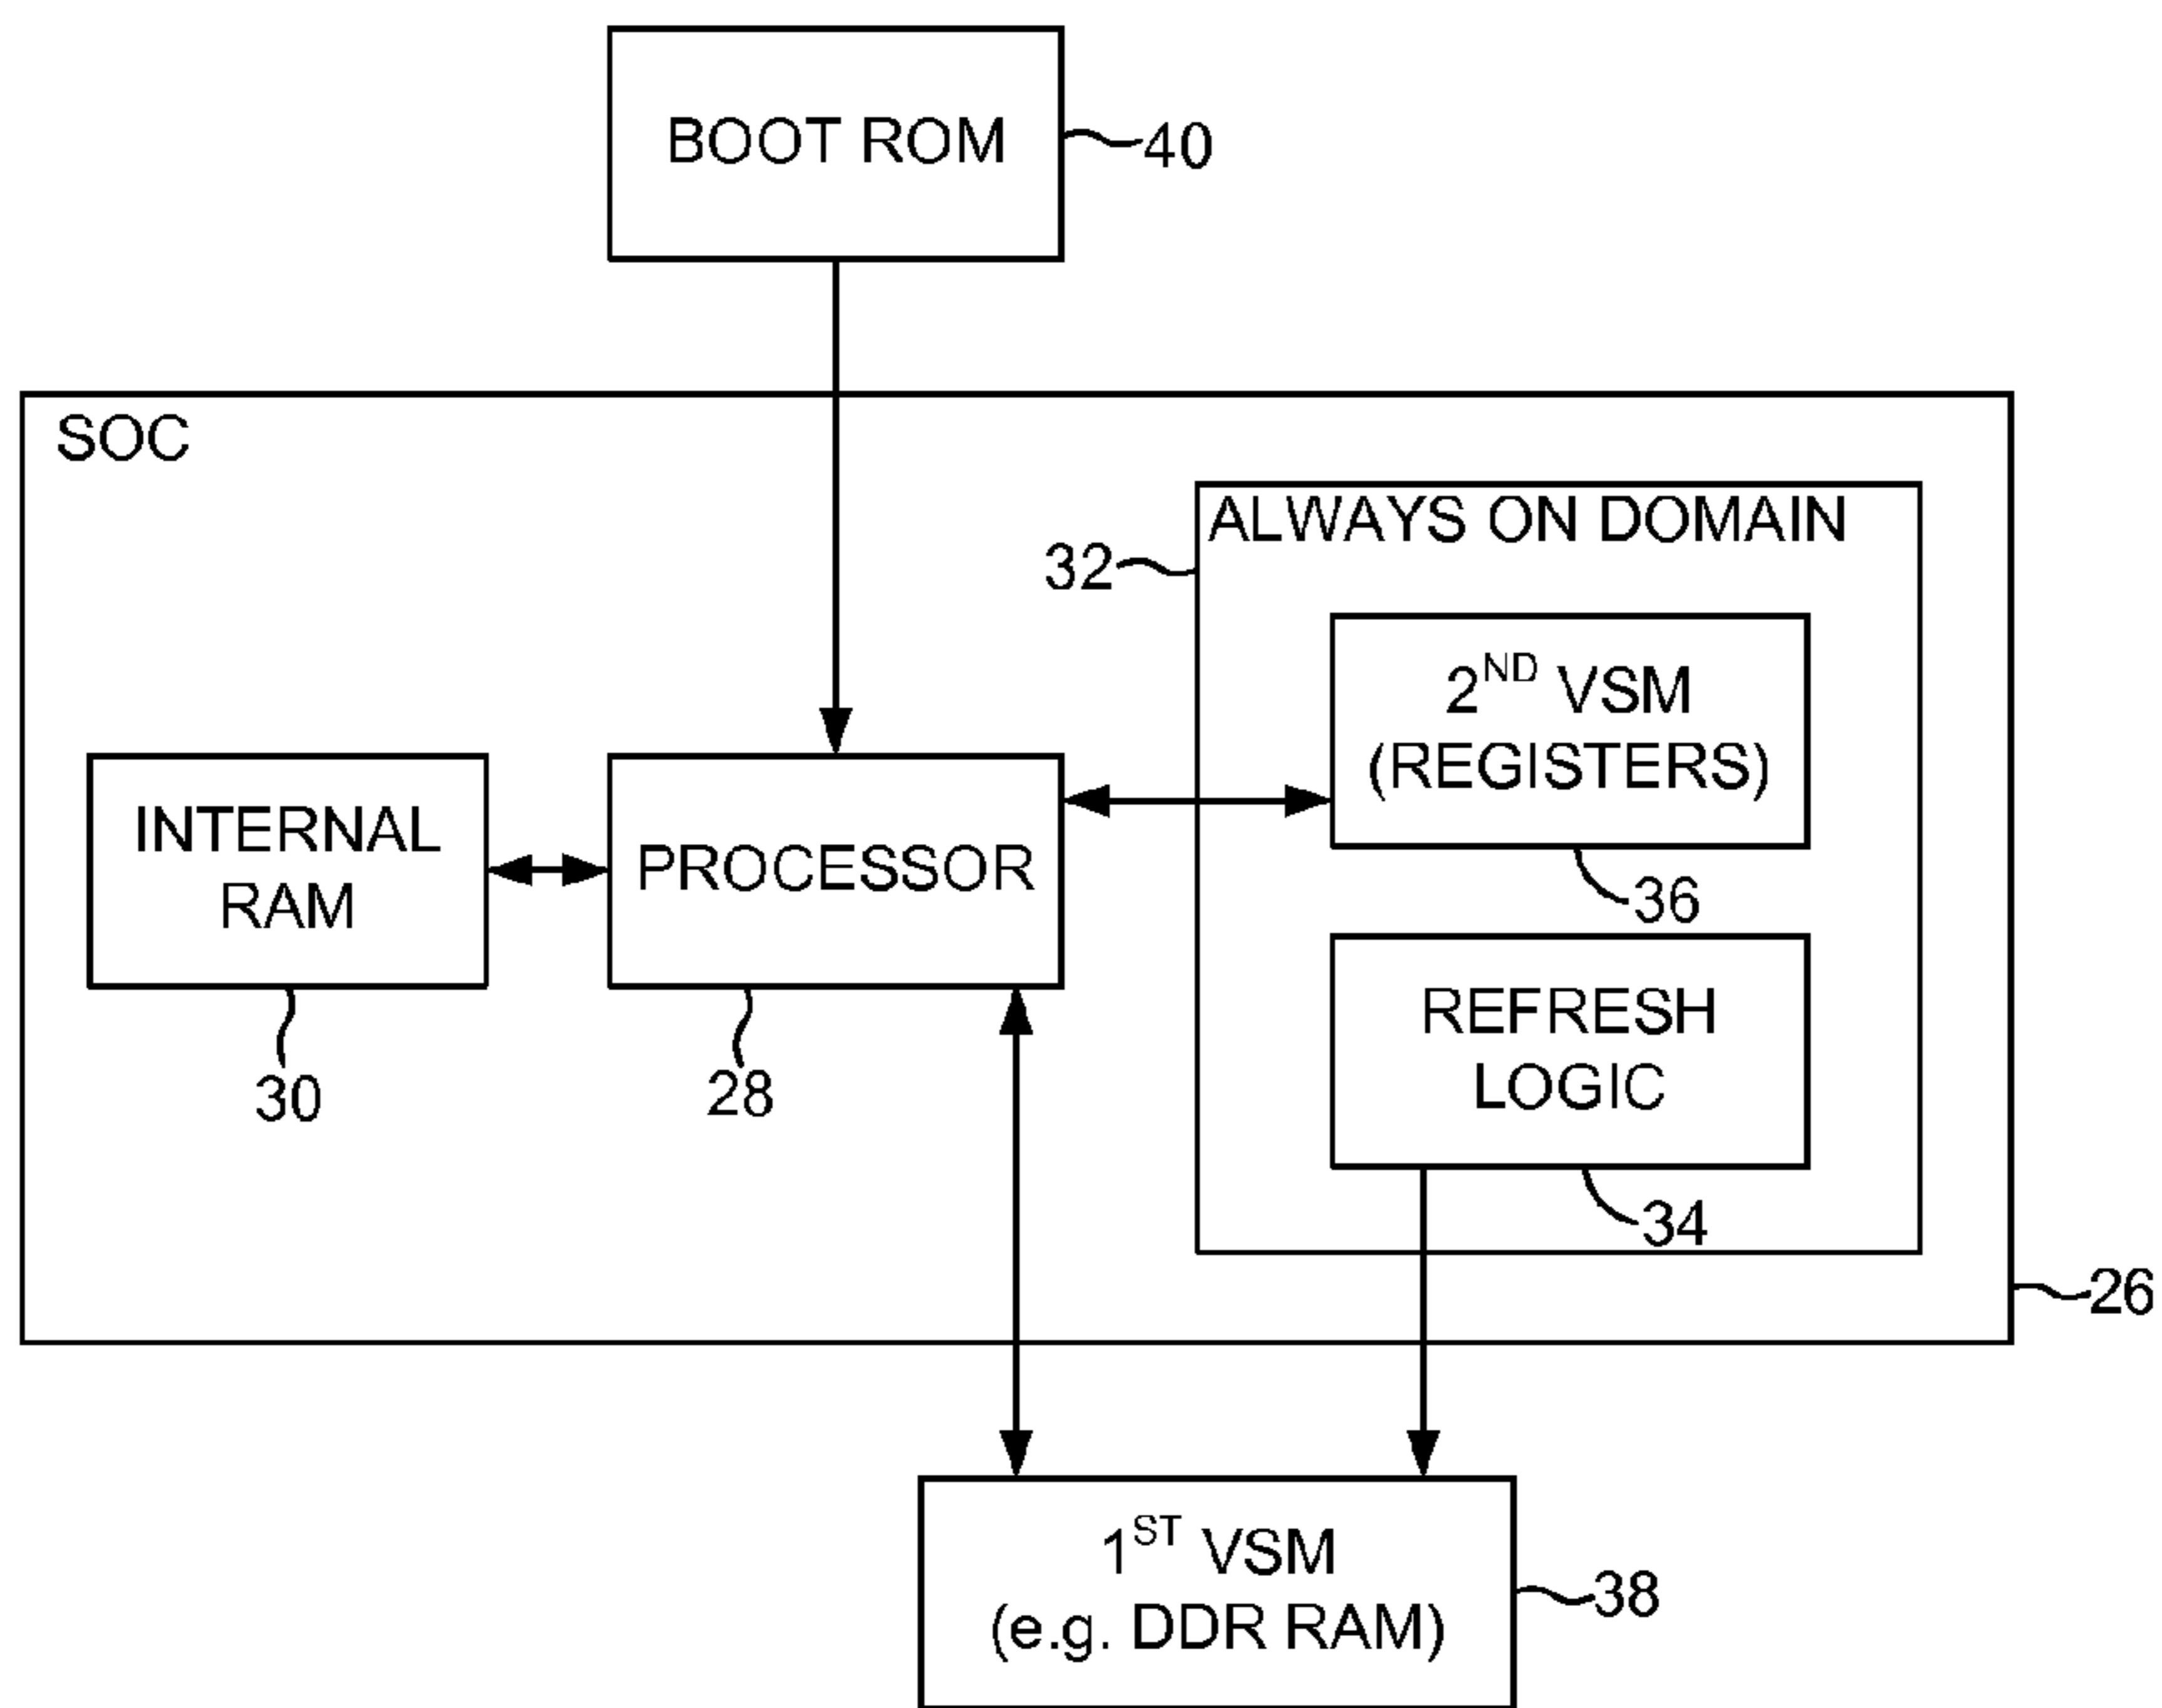 BOOT ROM
40
SOC
ALWAYS ON DOMAIN
32
2ND VSM
(REGISTERS)
36
INTERNAL
RAM
30
PROCESSOR
28
REFRESH
LOGIC
34
26
1ST VSM
(e.g. DDR RAM)
38